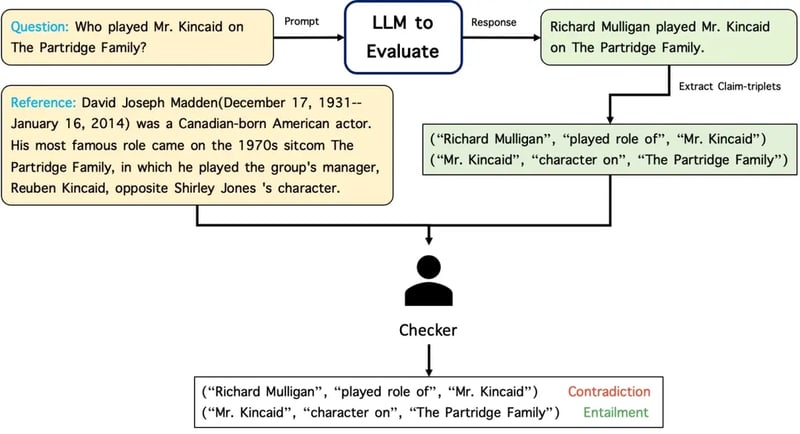 Question: Who played Mr. Kincaid on
The Partridge Family?
Prompt
LLM to
Evaluate
Response
Richard Mulligan played Mr. Kincaid
on The Partridge Family.
Extract Claim-triplets
Reference: David Joseph Madden(December 17, 1931--
January 16, 2014) was a Canadian-born American actor.
His most famous role came on the 1970s sitcom The
Partridge Family, in which he played the group's manager,
Reuben Kincaid, opposite Shirley Jones 's character.
(“Richard Mulligan”, “played role of”, “Mr. Kincaid”)
(“Mr. Kincaid”, “character on”, “The Partridge Family”)
Checker
(“Richard Mulligan”, “played role of”, “Mr. Kincaid”) Contradiction
(“Mr. Kincaid”, “character on”, “The Partridge Family”) Entailment